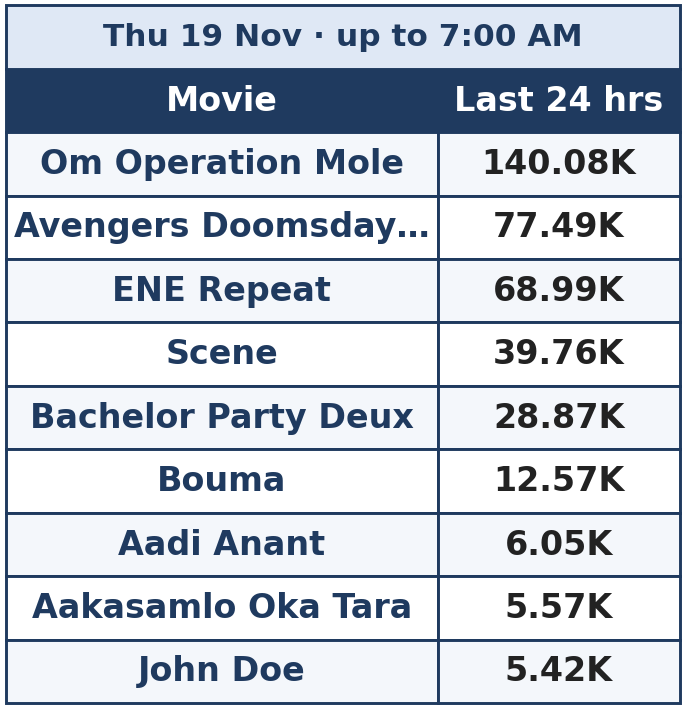 Thu 19 Nov · up to 7:00 AM
Movie Last 24 hrs
Om Operation Mole 140.08K
Avengers Doomsday... 77.49K
ENE Repeat 68.99K
Scene 39.76K
Bachelor Party Deux 28.87K
Bouma 12.57K
Aadi Anant 6.05K
Aakasamlo Oka Tara 5.57K
John Doe 5.42K